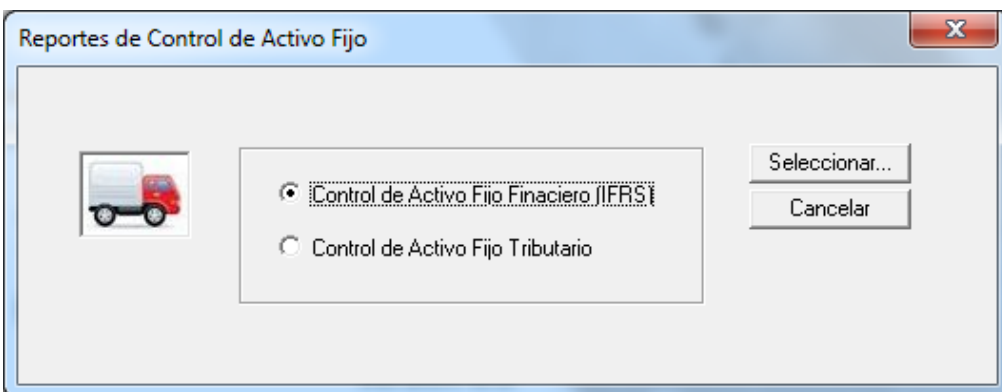 Reportes de Control de Activo Fijo
Control de Activo Fijo Finaciero (IFRS)
Control de Activo Fijo Tributario
Seleccionar...
Cancelar